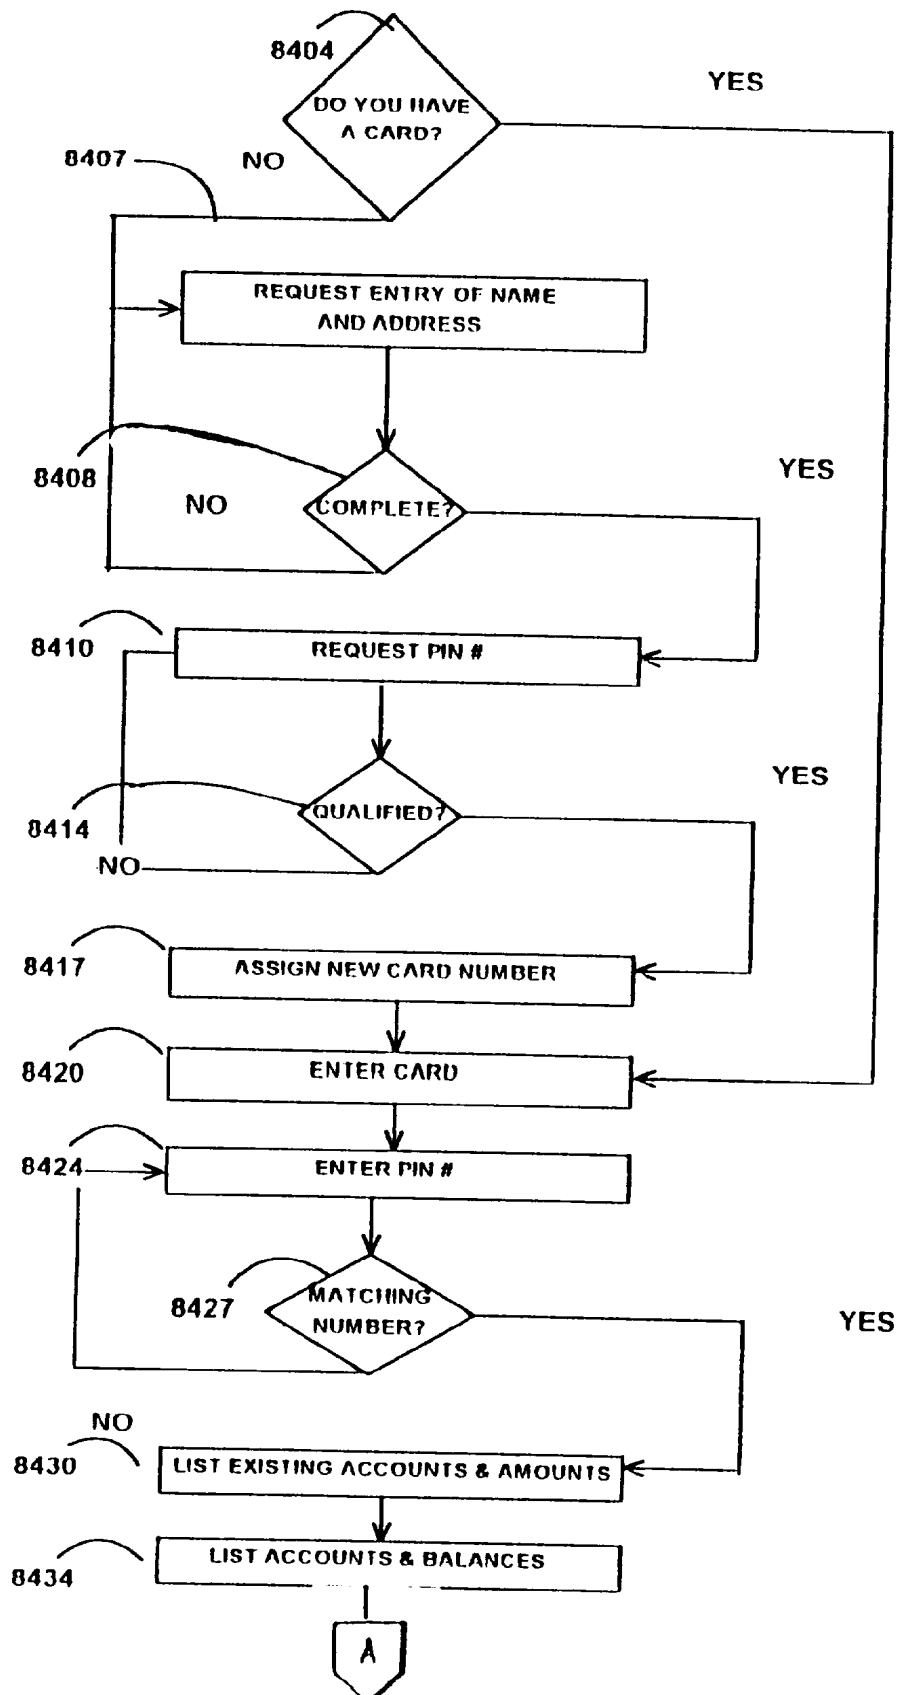 8404
YES
DO YOU HAVE
A CARD?
8407
NO
REQUEST ENTRY OF NAME
AND ADDRESS
8408
NO
COMPLETE?
YES
8410
REQUEST PIN #
YES
8414
QUALIFIED?
NO
8417
ASSIGN NEW CARD NUMBER
8420
ENTER CARD
8424
ENTER PIN #
8427
MATCHING
NUMBER?
YES
NO
8430
LIST EXISTING ACCOUNTS & AMOUNTS
8434
LIST ACCOUNTS & BALANCES
A